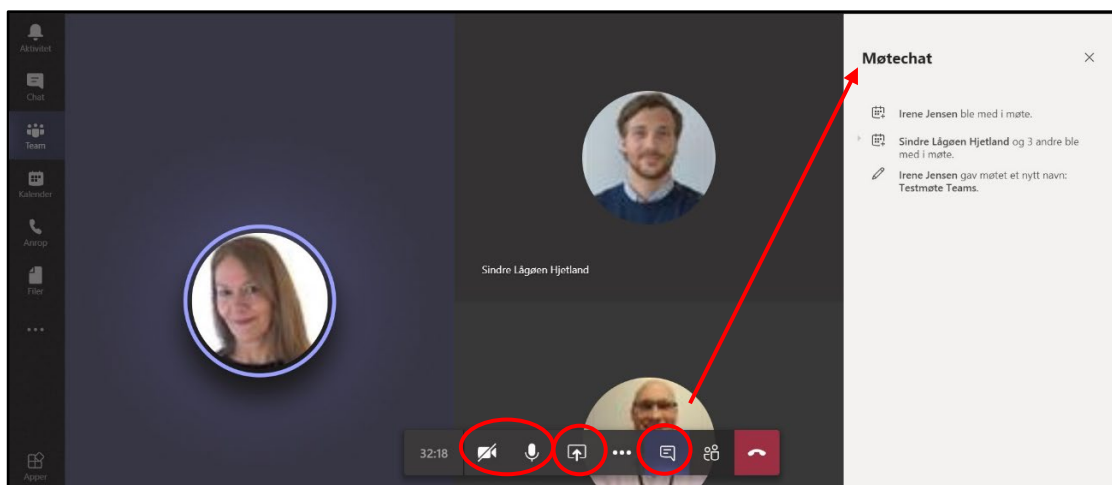 Aktivitet
Chat
Team
Kalender
Anrop
Filer
Apper
Sindre Lågøen Hjetland
32:18
Møtechat
Irene Jensen ble med i møte.
Sindre Lågøen Hjetland og 3 andre ble
med i møte.
Irene Jensen gav møtet et nytt navn:
Testmøte Teams.